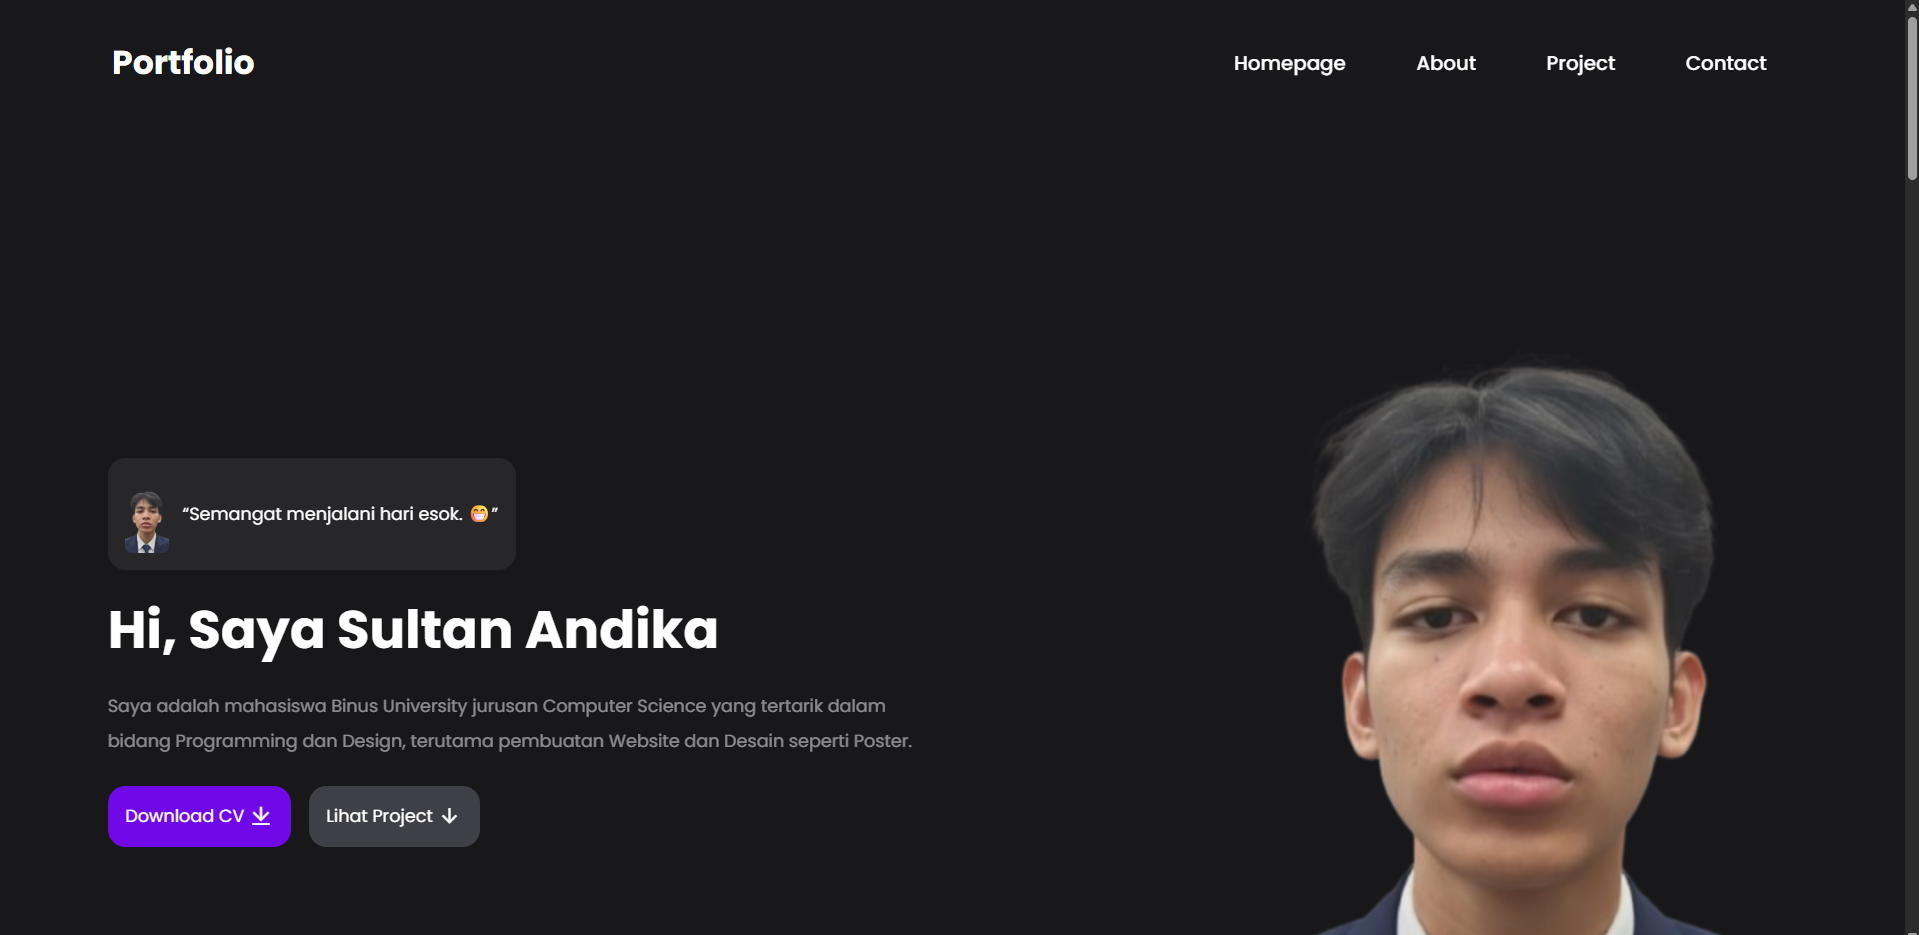 Portfolio
Homepage
About
Project
Contact
“Semangat menjalani hari esok. 😁”
Hi, Saya Sultan Andika
Saya adalah mahasiswa Binus University jurusan Computer Science yang tertarik dalam
bidang Programming dan Design, terutama pembuatan Website dan Desain seperti Poster.
Download CV
Lihat Project